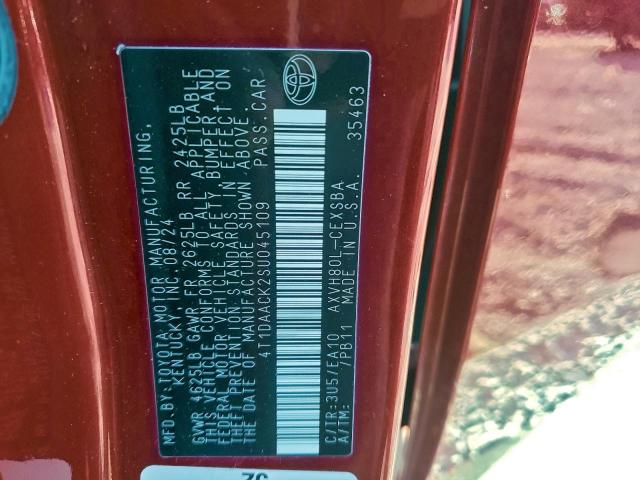 MFD.BY:TOYOTA MOTOR MANUFACTURING,
KENTUCKY, INC. 08/24
GVWR 4625LB GAWR FR 2625LB RR 2425LB
THIS VEHICLE CONFORMS TO ALL APPLICABLE
FEDERAL MOTOR VEHICLE SAFETY, BUMPER AND
THEFT PREVENTION STANDARDS IN EFFECT ON
THE DATE OF MANUFACTURE SHOWN ABOVE.
4T1DAACK2SU045109 PASS.CAR
C/TR:3U5/EA10 AXVH80L-CEXSBA
A/TM: /PB11 MADE IN U.S.A. 35463